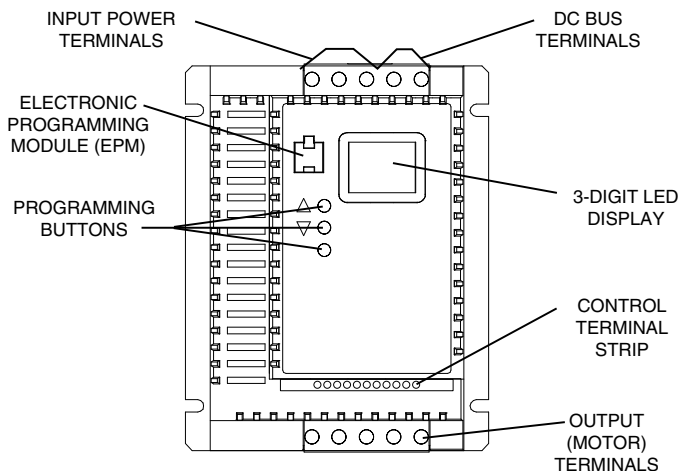 INPUT POWER
TERMINALS
DC BUS
TERMINALS
ELECTRONIC
PROGRAMMING
MODULE (EPM)
PROGRAMMING
BUTTONS
3-DIGIT LED
DISPLAY
CONTROL
TERMINAL
STRIP
OUTPUT
(MOTOR)
TERMINALS